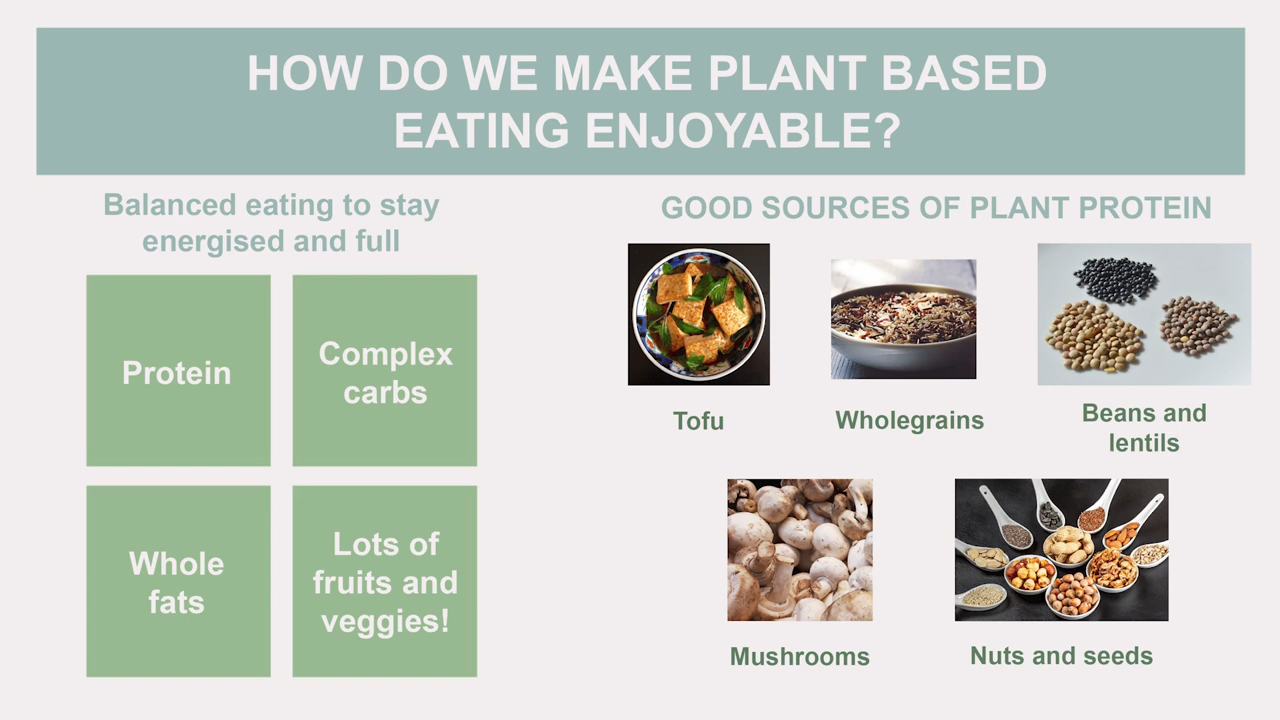 HOW DO WE MAKE PLANT BASED
EATING ENJOYABLE?
Balanced eating to stay
energised and full
Protein
Complex
carbs
Whole
fats
Lots of
fruits and
veggies!
GOOD SOURCES OF PLANT PROTEIN
Tofu
Wholegrains
Beans and
lentils
Mushrooms
Nuts and seeds